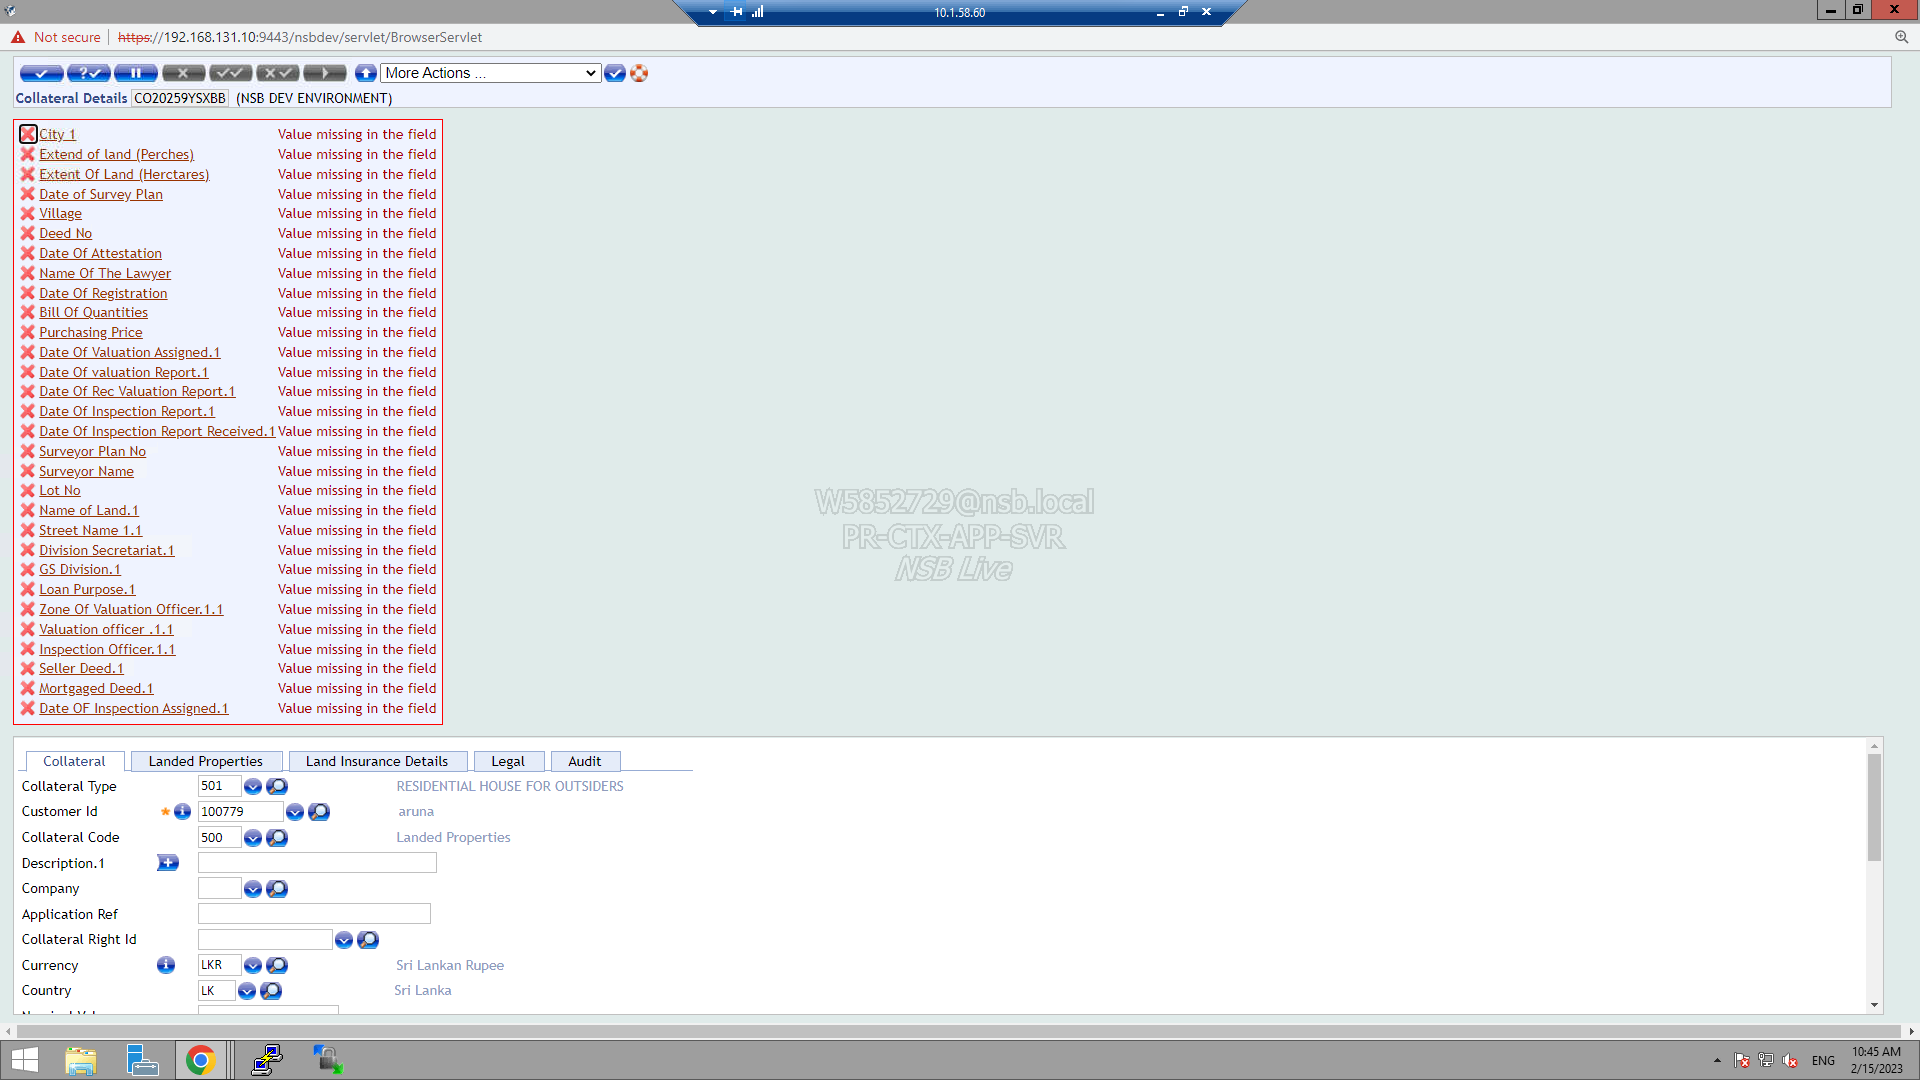 10.1.58.60
Not secure https://192.168.131.10:9443/nsbdev/servlet/BrowserServlet
More Actions ...
Collateral Details CO20259YSXBB (NSB DEV ENVIRONMENT)
City 1 Value missing in the field
Extend of land (Perches) Value missing in the field
Extent Of Land (Herctares) Value missing in the field
Date of Survey Plan Value missing in the field
Village Value missing in the field
Deed No Value missing in the field
Date Of Attestation Value missing in the field
Name Of The Lawyer Value missing in the field
Date Of Registration Value missing in the field
Bill Of Quantities Value missing in the field
Purchasing Price Value missing in the field
Date Of Valuation Assigned.1 Value missing in the field
Date Of valuation Report.1 Value missing in the field
Date Of Rec Valuation Report.1 Value missing in the field
Date Of Inspection Report.1 Value missing in the field
Date Of Inspection Report Received.1 Value missing in the field
Surveyor Plan No Value missing in the field
Surveyor Name Value missing in the field
Lot No Value missing in the field
Name of Land.1 Value missing in the field
Street Name 1.1 Value missing in the field
Division Secretariat.1 Value missing in the field
GS Division.1 Value missing in the field
Loan Purpose.1 Value missing in the field
Zone Of Valuation Officer.1.1 Value missing in the field
Valuation officer .1.1 Value missing in the field
Inspection Officer.1.1 Value missing in the field
Seller Deed.1 Value missing in the field
Mortgaged Deed.1 Value missing in the field
Date OF Inspection Assigned.1 Value missing in the field
W5852729@nsb.local
PR-CTX-APP-SVR
NSB Live
Collateral Landed Properties Land Insurance Details Legal Audit
Collateral Type 501 RESIDENTIAL HOUSE FOR OUTSIDERS
Customer Id 100779 aruna
Collateral Code 500 Landed Properties
Description.1
Company
Application Ref
Collateral Right Id
Currency LKR Sri Lankan Rupee
Country LK Sri Lanka
ENG
10:45 AM
2/15/2023